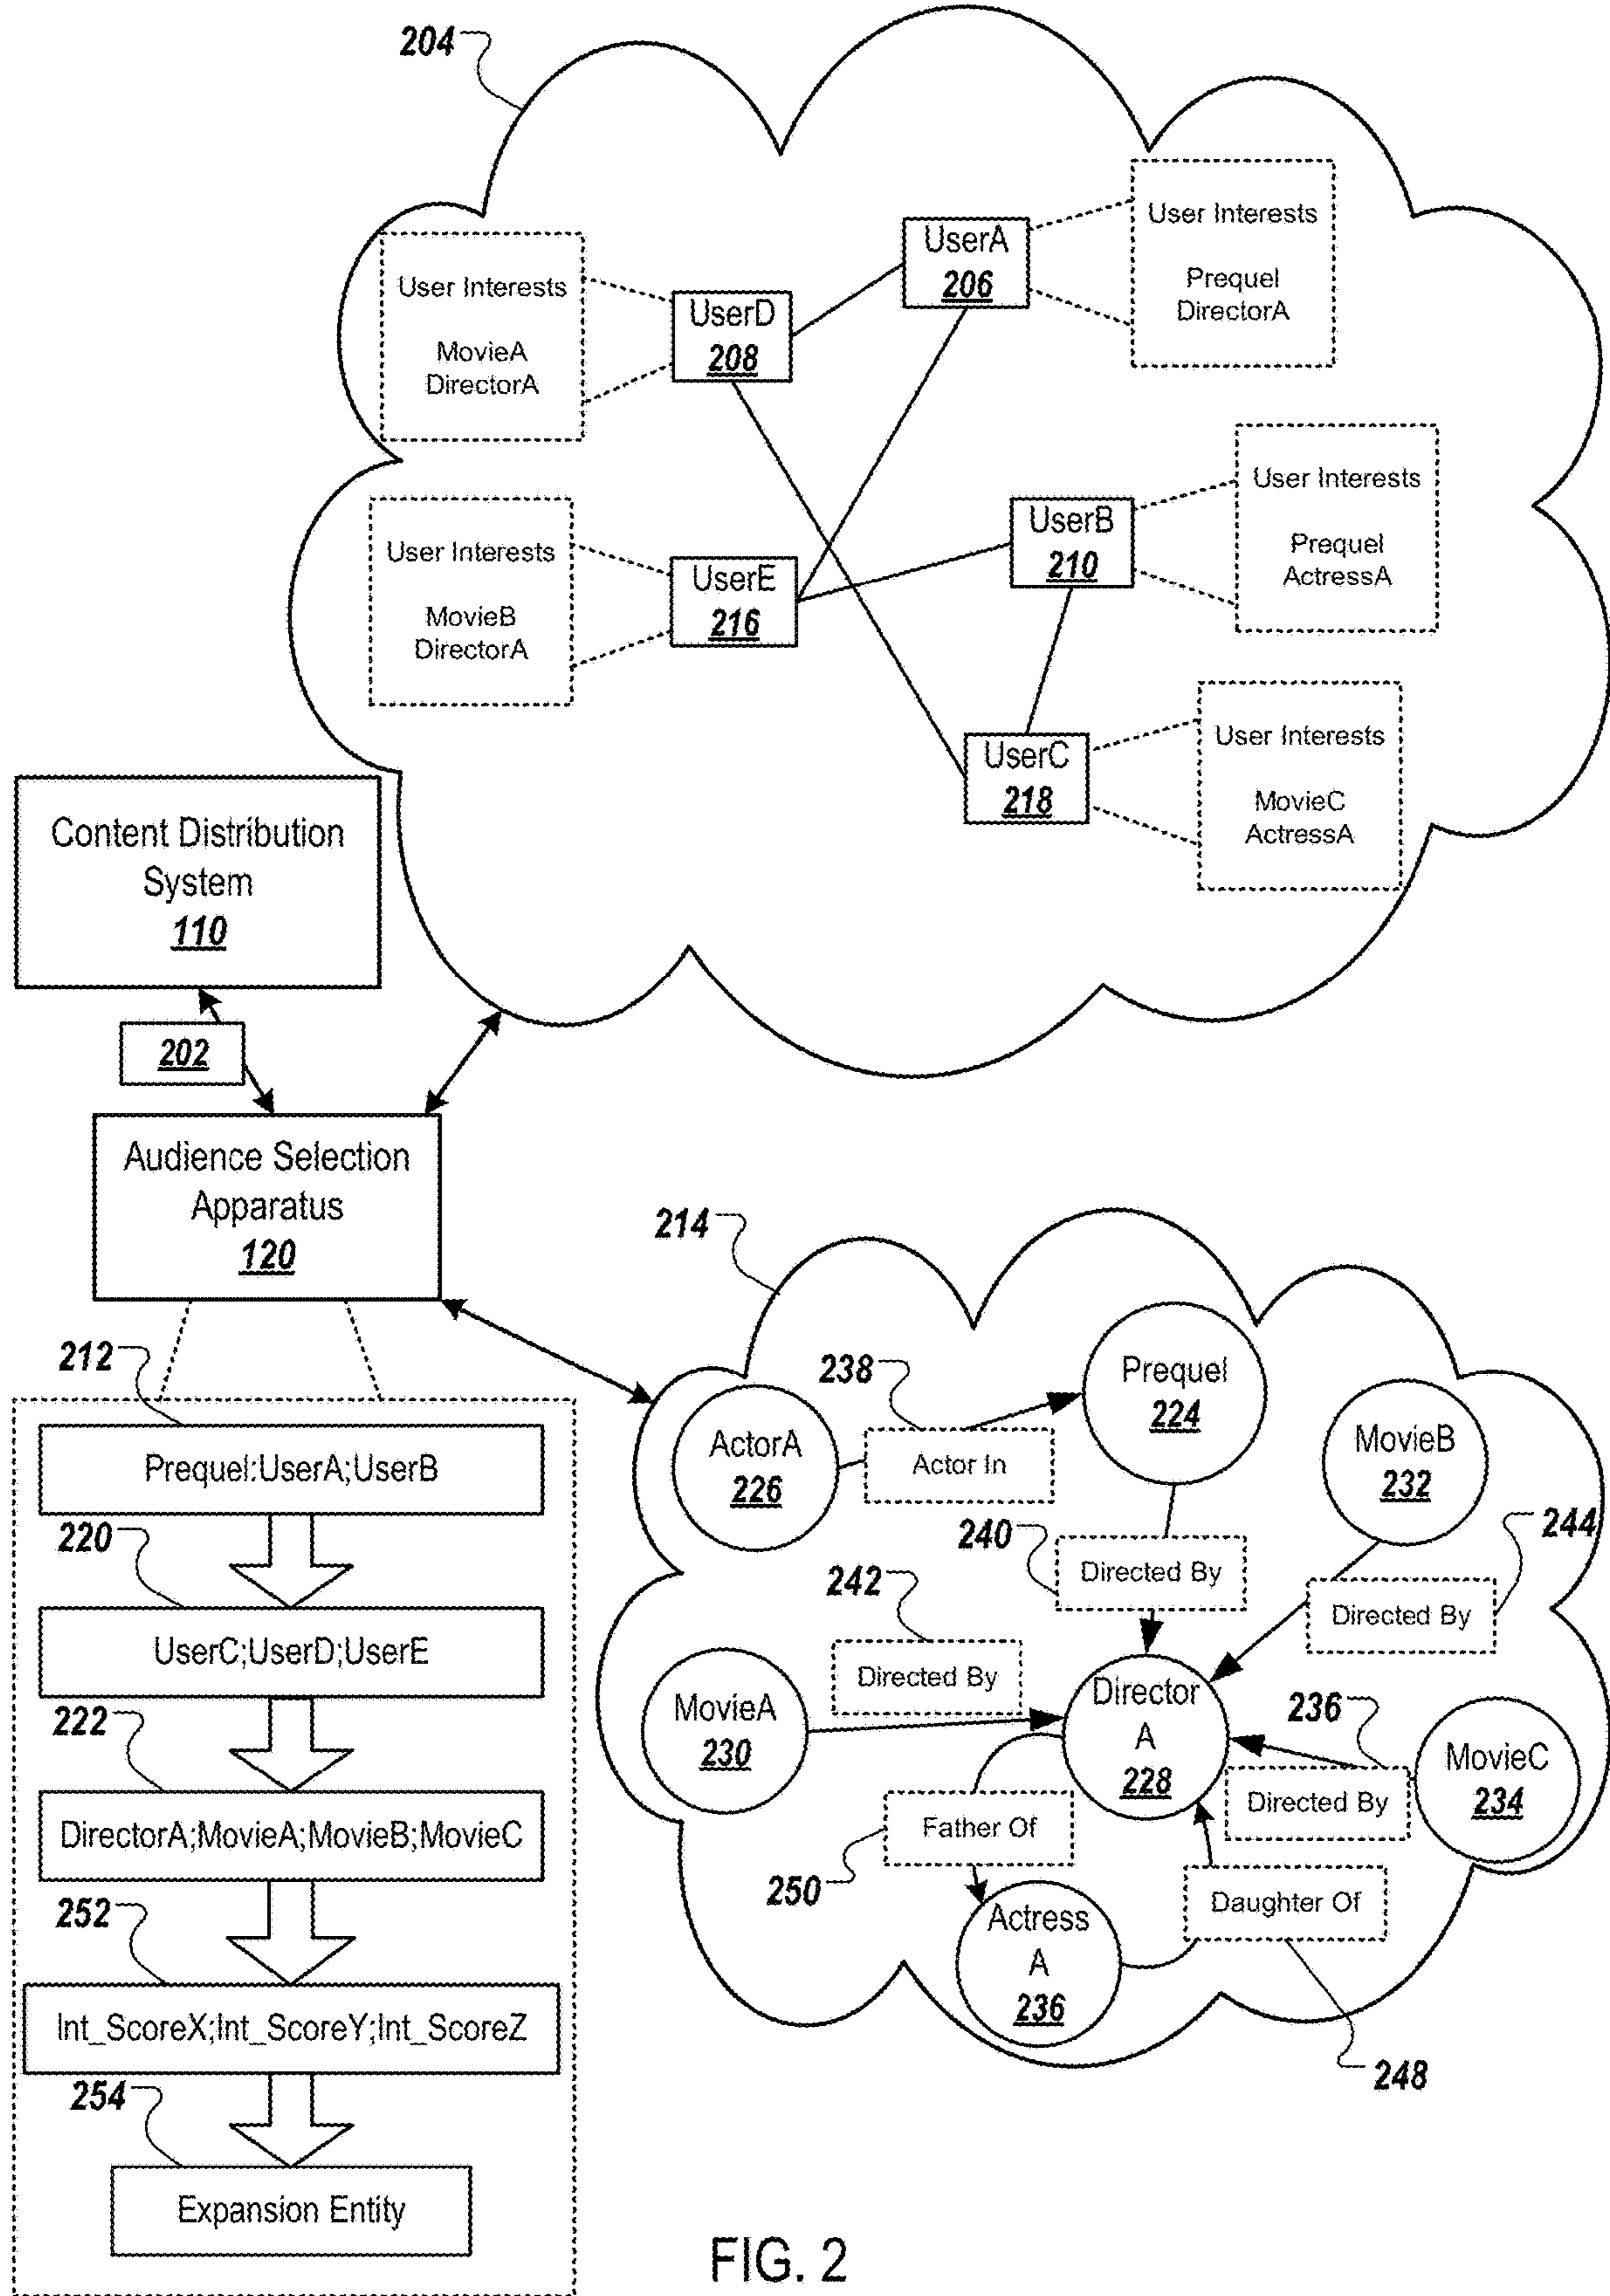 204
UserA
206
User Interests
Prequel
DirectorA
User Interests
MovieA
DirectorA
UserD
208
User Interests
Prequel
ActressA
UserB
210
User Interests
MovieB
DirectorA
UserE
216
UserC
218
User Interests
MovieC
ActressA
Content Distribution
System
110
202
Audience Selection
Apparatus
120
212
Prequel:UserA;UserB
220
UserC;UserD;UserE
222
DirectorA;MovieA;MovieB;MovieC
252
Int_ScoreX;Int_ScoreY;Int_ScoreZ
254
Expansion Entity
214
238
Prequel
224
ActorA
226
Actor In
MovieB
232
240
Directed By
244
Directed By
242
Directed By
MovieA
230
Director
A
228
236
Directed By
MovieC
234
Father Of
250
Daughter Of
Actress
A
236
248
FIG. 2